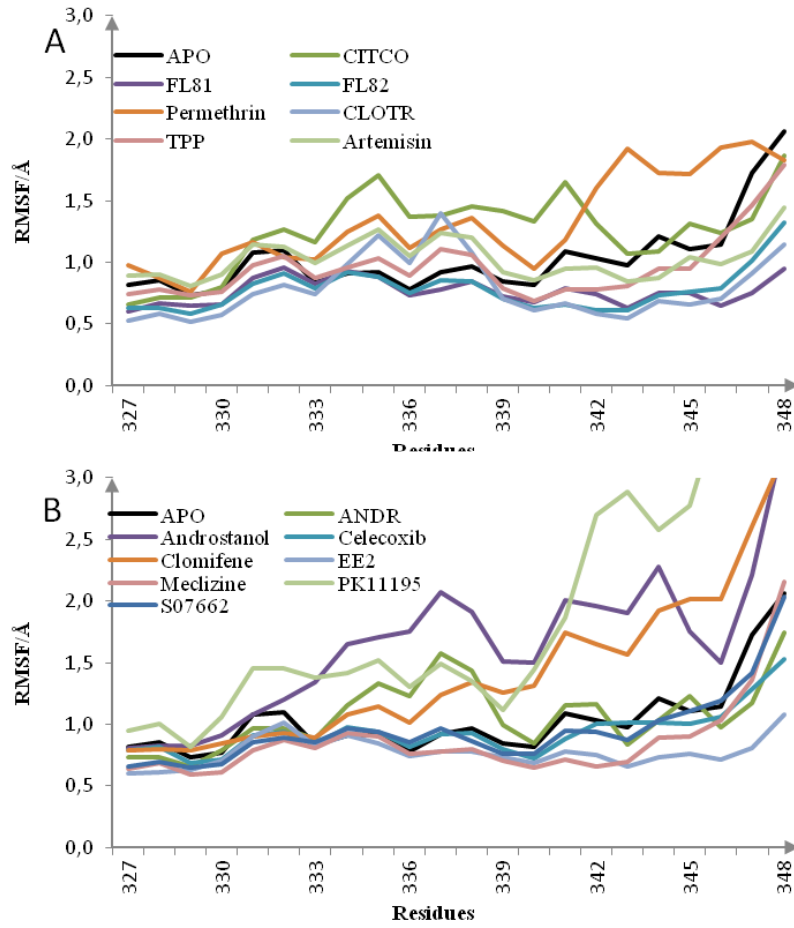 3,0
A
APO CITCO
2,5
FL81 FL82
Permethrin CLOTR
2,0
TPP Artemisin
RMSF/Å
1,5
1,0
0,5
0,0
327 330 333 336 339 342 345 348
Residues
3,0
B
APO ANDR
2,5
Androstanol Celecoxib
Clomifene EE2
2,0
Meclizine PK11195
S07662
RMSF/Å
1,5
1,0
0,5
0,0
327 330 333 336 339 342 345 348
Residues